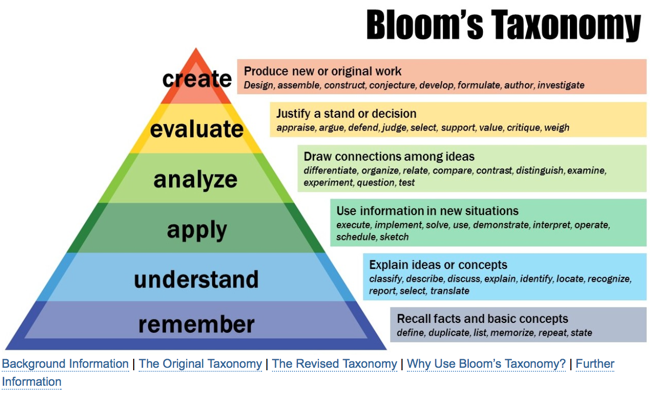 Bloom's Taxonomy
create
Produce new or original work
Design, assemble, construct, conjecture, develop, formulate, author, investigate
evaluate
Justify a stand or decision
appraise, argue, defend, judge, select, support, value, critique, weigh
analyze
Draw connections among ideas
differentiate, organize, relate, compare, contrast, distinguish, examine,
experiment, question, test
apply
Use information in new situations
execute, implement, solve, use, demonstrate, interpret, operate,
schedule, sketch
understand
Explain ideas or concepts
classify, describe, discuss, explain, identify, locate, recognize,
report, select, translate
remember
Recall facts and basic concepts
define, duplicate, list, memorize, repeat, state
Background Information | The Original Taxonomy | The Revised Taxonomy | Why Use Bloom's Taxonomy? | Further
Information